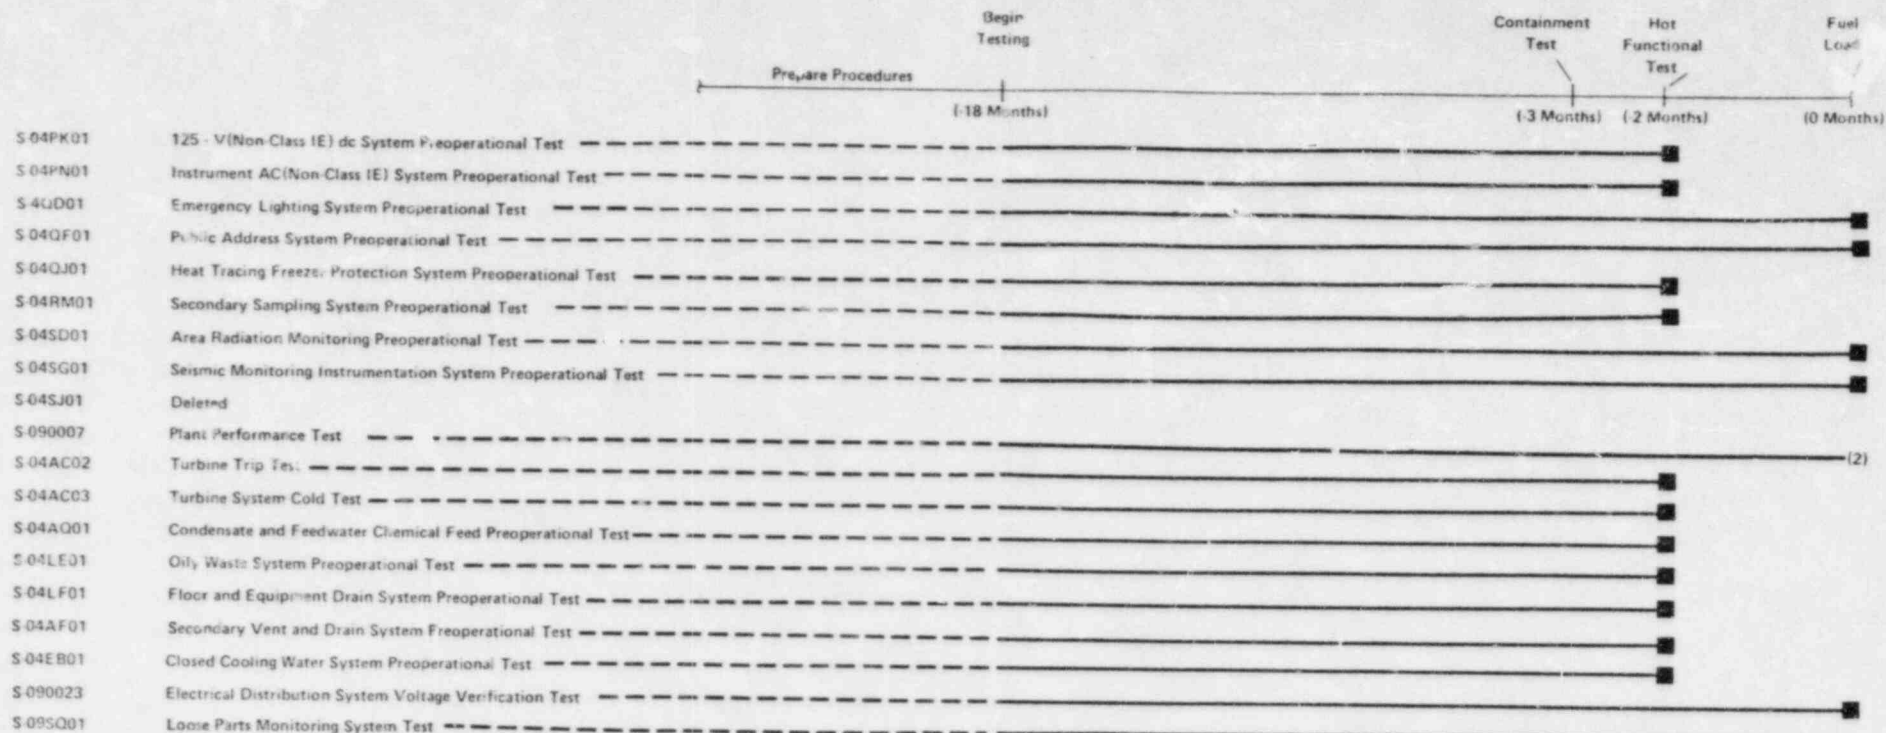 Begin
Testing
Containment
Test
Hot
Functional
Test
Fuel
Load
Prepare Procedures
(-18 Months)
(-3 Months)
(-2 Months)
(0 Months)
S-04PK01 125 - V(Non-Class IE) dc System Preoperational Test
S-04PN01 Instrument AC(Non-Class IE) System Preoperational Test
S-4QD01 Emergency Lighting System Preoperational Test
S-04QF01 Public Address System Preoperational Test
S-04QJ01 Heat Tracing Freeze Protection System Preoperational Test
S-04RM01 Secondary Sampling System Preoperational Test
S-04SD01 Area Radiation Monitoring Preoperational Test
S-04SG01 Seismic Monitoring Instrumentation System Preoperational Test
S-04SJ01 Deleted
S-090007 Plant Performance Test (2)
S-04AC02 Turbine Trip Test
S-04AC03 Turbine System Cold Test
S-04AQ01 Condensate and Feedwater Chemical Feed Preoperational Test
S-04LE01 Oily Waste System Preoperational Test
S-04LF01 Floor and Equipment Drain System Preoperational Test
S-04AF01 Secondary Vent and Drain System Preoperational Test
S-04EB01 Closed Cooling Water System Preoperational Test
S-090023 Electrical Distribution System Voltage Verification Test
S-09SQ01 Loose Parts Monitoring System Test